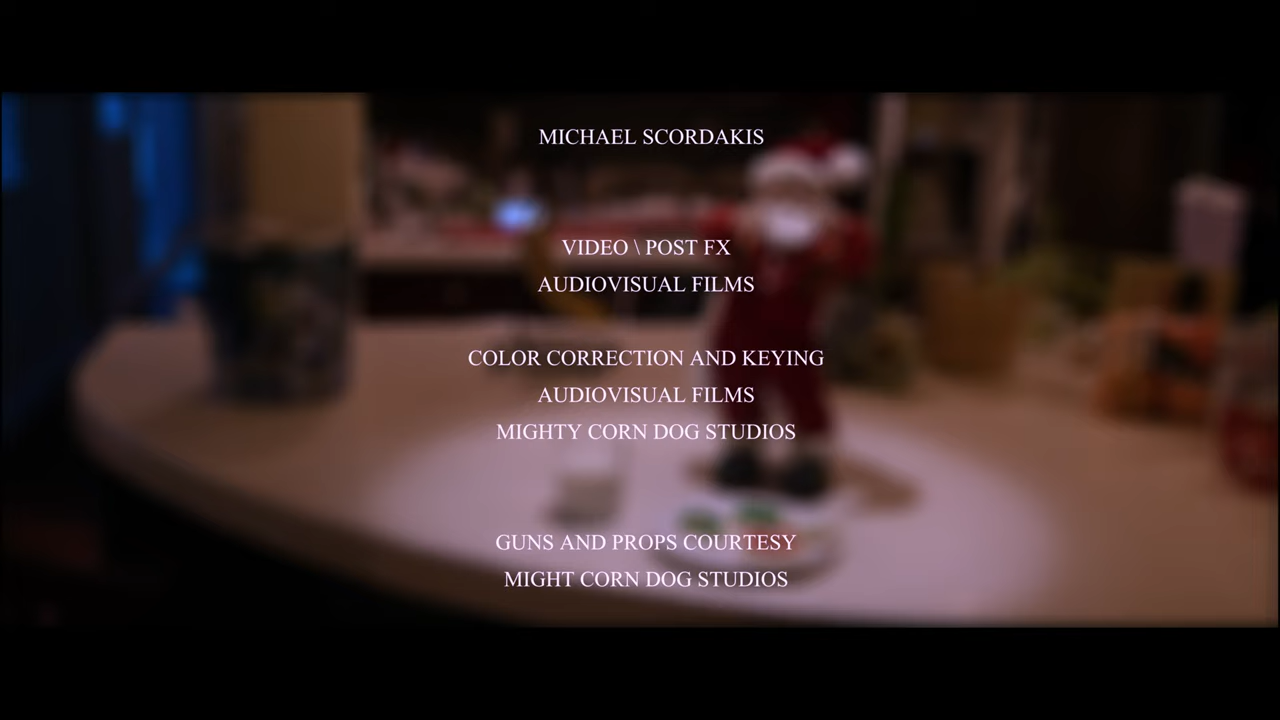 MICHAEL SCORDAKIS
VIDEO \ POST FX
AUDIOVISUAL FILMS
COLOR CORRECTION AND KEYING
AUDIOVISUAL FILMS
MIGHTY CORN DOG STUDIOS
GUNS AND PROPS COURTESY
MIGHT CORN DOG STUDIOS